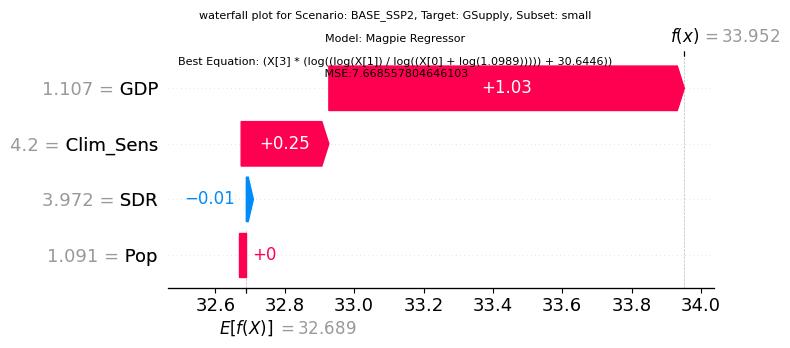 waterfall plot for Scenario: BASE_SSP2, Target: GSupply, Subset: small
Model: Magpie Regressor
Best Equation: (X[3] * (log((log(X[1]) / log((X[0] + log(1.0989))))) + 30.6446))
MSE:7.668557804646103
f(x) = 33.952
1.107 = GDP
+1.03
4.2 = Clim_Sens
+0.25
3.972 = SDR
−0.01
1.091 = Pop
+0
32.6 32.8 33.0 33.2 33.4 33.6 33.8 34.0
E[f(X)] = 32.689